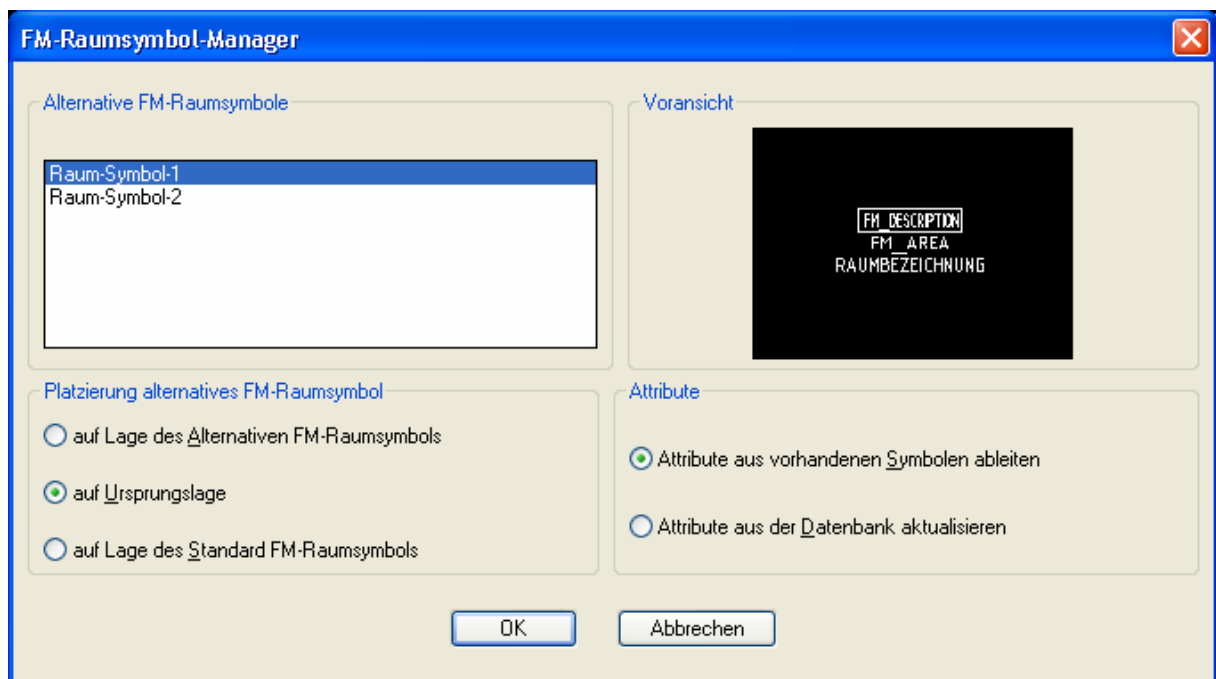 FM-Raumsymbol-Manager
Alternative FM-Raumsymbole
Raum-Symbol-1
Raum-Symbol-2
Voransicht
FM_DESCRIPTION
FM_AREA
RAUMBEZEICHNUNG
Platzierung alternatives FM-Raumsymbol
auf Lage des Alternativen FM-Raumsymbols
auf Ursprungslage
auf Lage des Standard FM-Raumsymbols
Attribute
Attribute aus vorhandenen Symbolen ableiten
Attribute aus der Datenbank aktualisieren
OK
Abbrechen